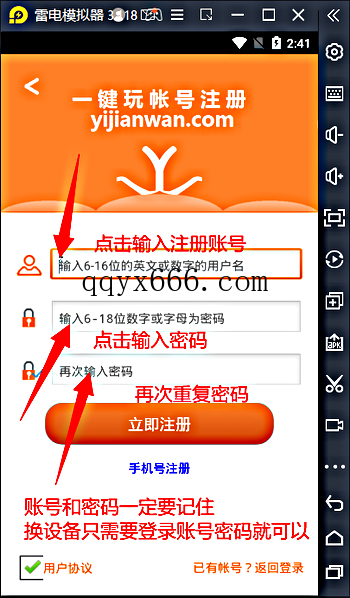 雷电模拟器
2:41
一键玩帐号注册
yijianwan.com
点击输入注册账号
输入6-16位的英文或数字的用户名
qqyx666.com
输入6-18位数字或字母为密码
点击输入密码
再次输入密码
再次重复密码
立即注册
手机号注册
账号和密码一定要记住
换设备只需要登录账号密码就可以
用户协议
已有帐号？返回登录
APK